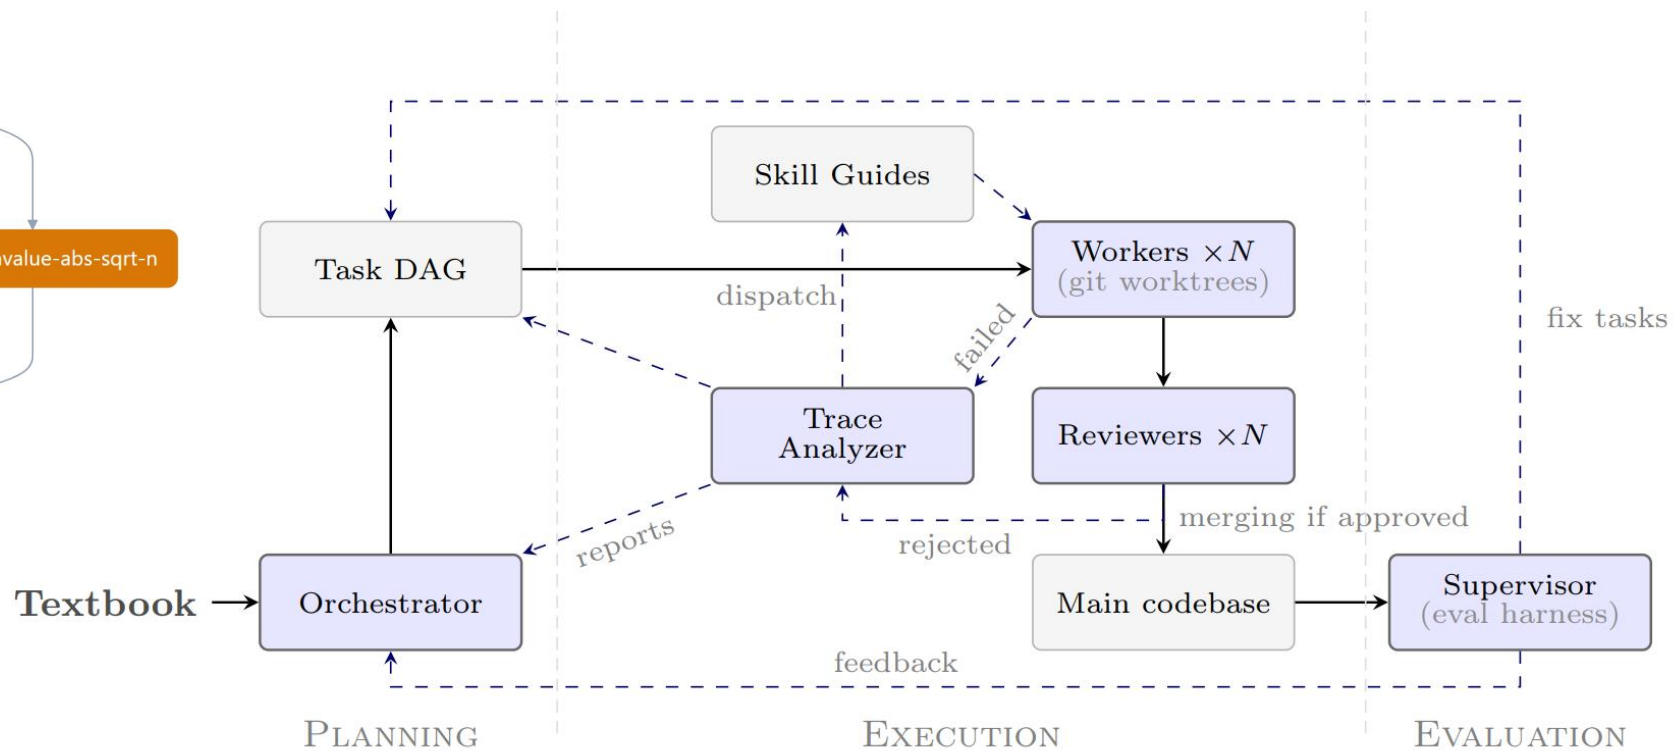 Skill Guides
value-abs-sqrt-n
Task DAG
dispatch
Workers ×N
(git worktrees)
failed
fix tasks
Trace
Analyzer
Reviewers ×N
reports
rejected
merging if approved
Textbook
Orchestrator
Main codebase
Supervisor
(eval harness)
feedback
PLANNING
EXECUTION
EVALUATION